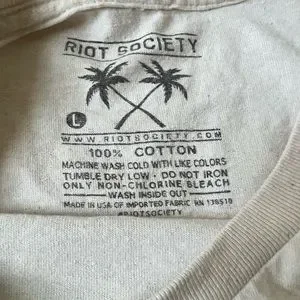 RIOT SOCIETY
L
WWW.RIOTSOCIETY.COM
100% COTTON
MACHINE WASH COLD WITH LIKE COLORS
TUMBLE DRY LOW • DO NOT IRON
ONLY NON-CHLORINE BLEACH
WASH INSIDE OUT
MADE IN USA OF IMPORTED FABRIC RN 138510
#RIOTSOCIETY